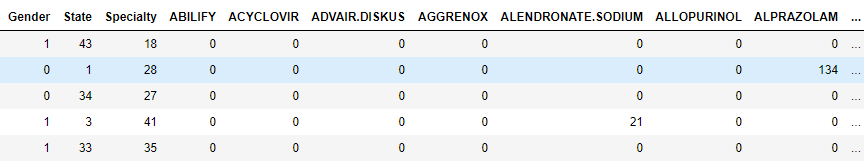 Gender State Specialty ABILIFY ACYCLOVIR ADVAIR.DISKUS AGGRENOX ALENDRONATE.SODIUM ALLOPURINOL ALPRAZOLAM ...
1 43 18 0 0 0 0 0 0 0 ...
0 1 28 0 0 0 0 0 0 134 ...
0 34 27 0 0 0 0 0 0 0 ...
1 3 41 0 0 0 0 21 0 0 ...
1 33 35 0 0 0 0 0 0 0 ...